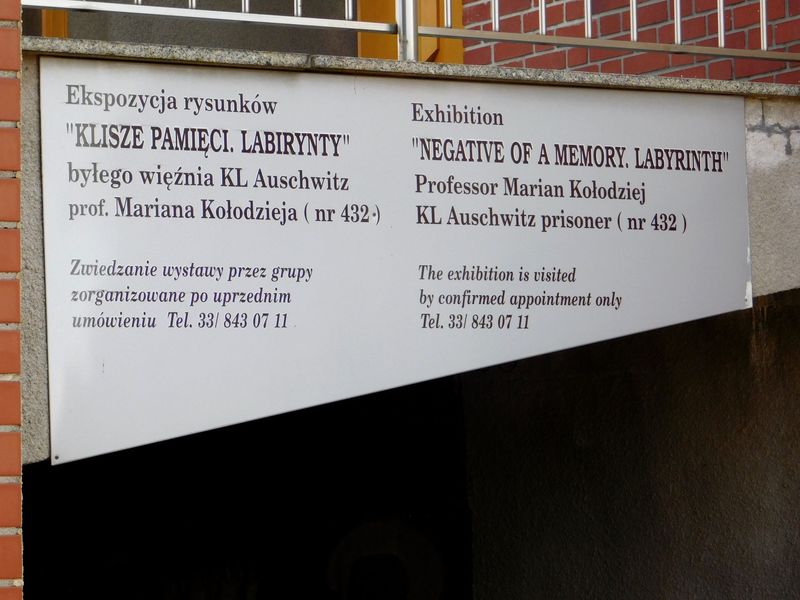 Ekspozycja rysunków
"KLISZE PAMIĘCI. LABIRYNTY"
byłego więźnia KL Auschwitz
prof. Mariana Kołodzieja ( nr 432 )
Zwiedzanie wystawy przez grupy
zorganizowane po uprzednim
umówieniu Tel. 33/ 843 07 11
Exhibition
"NEGATIVE OF A MEMORY. LABYRINTH"
Professor Marian Kołodziej
KL Auschwitz prisoner ( nr 432 )
The exhibition is visited
by confirmed appointment only
Tel. 33/ 843 07 11